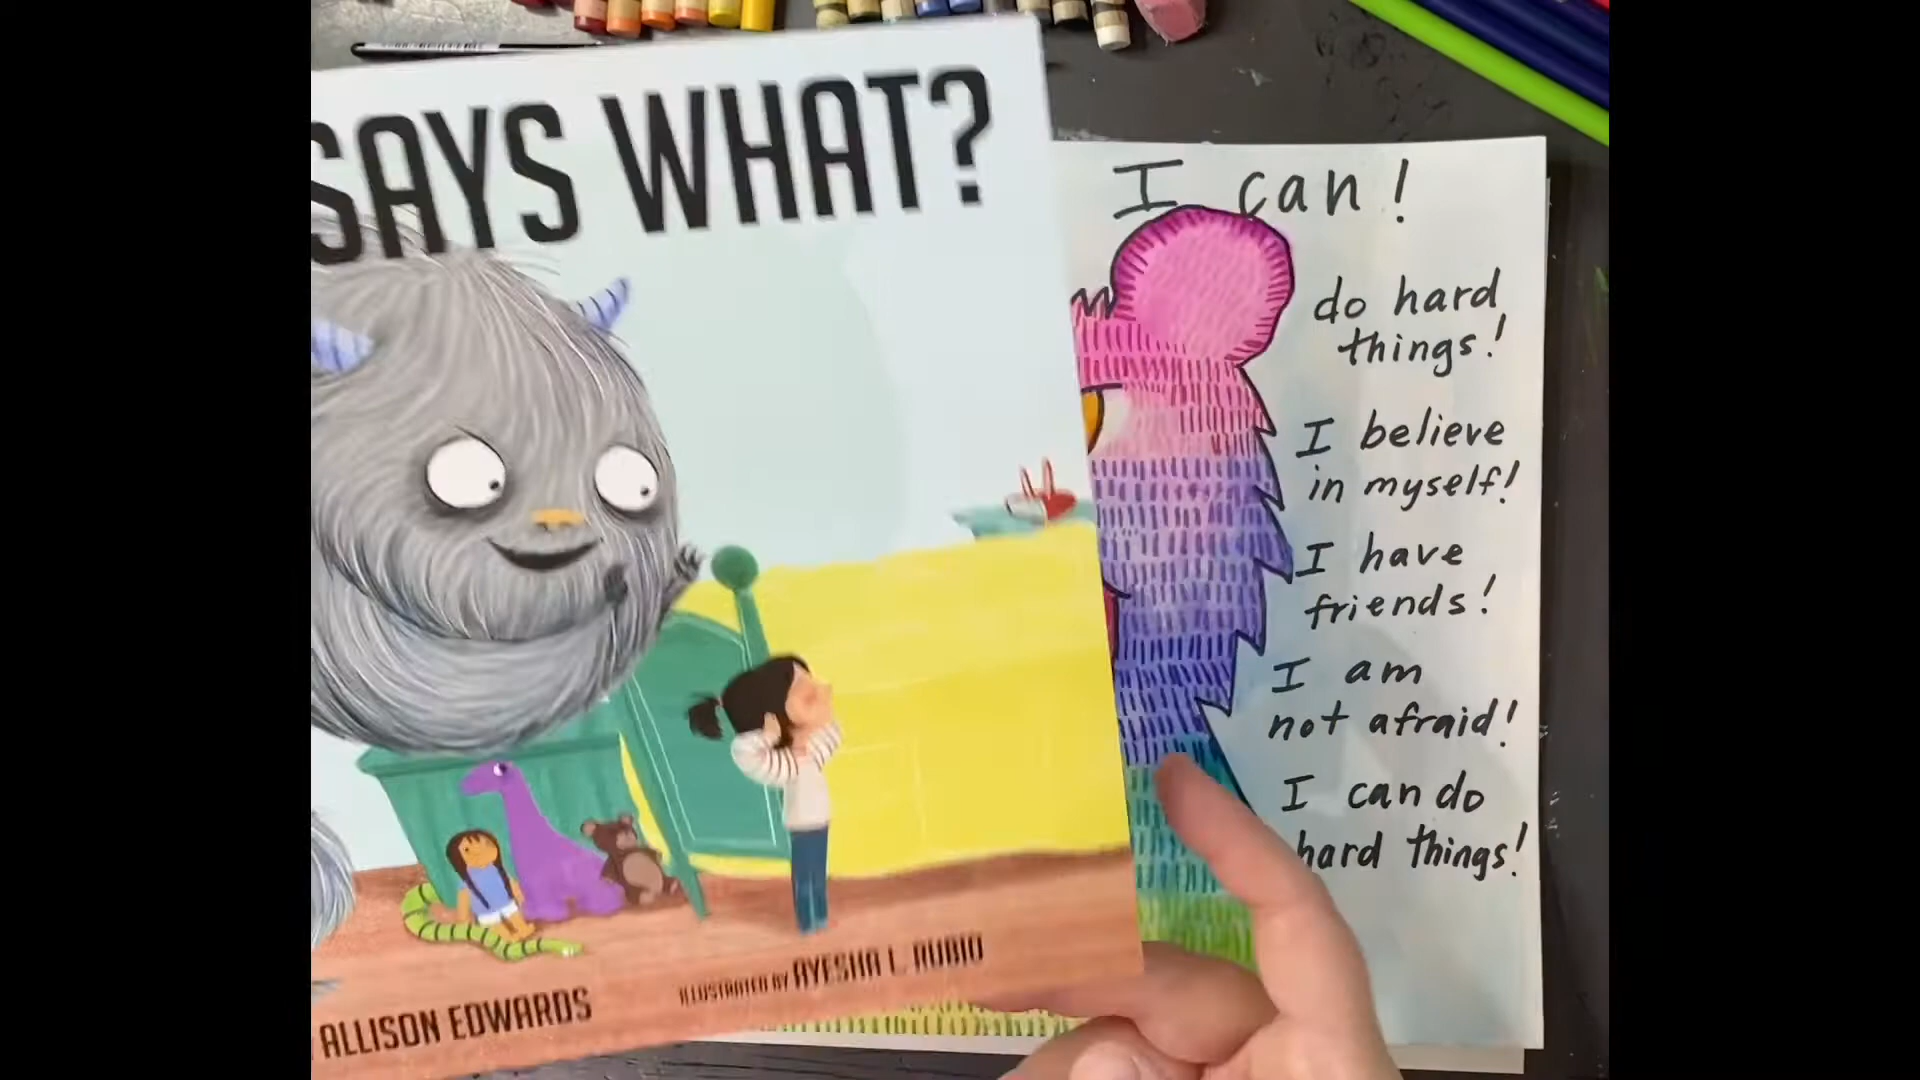 SAYS WHAT?
ALLISON EDWARDS
ILLUSTRATED BY AYESHA L. RUBIO
I can!
do hard
things!
I believe
in myself!
I have
friends!
I am
not afraid!
I can do
hard things!